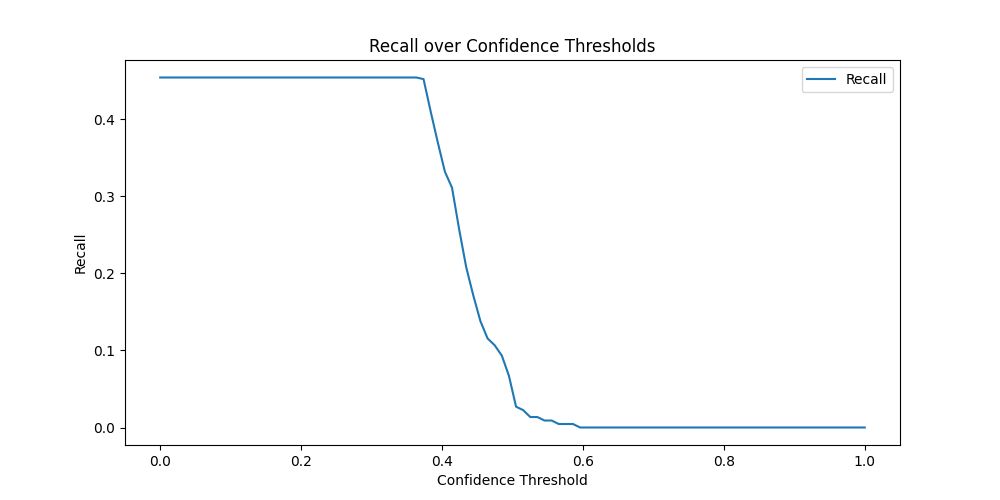 Recall over Confidence Thresholds
Recall
0.4
0.3
0.2
0.1
0.0
Recall
0.0 0.2 0.4 0.6 0.8 1.0
Confidence Threshold